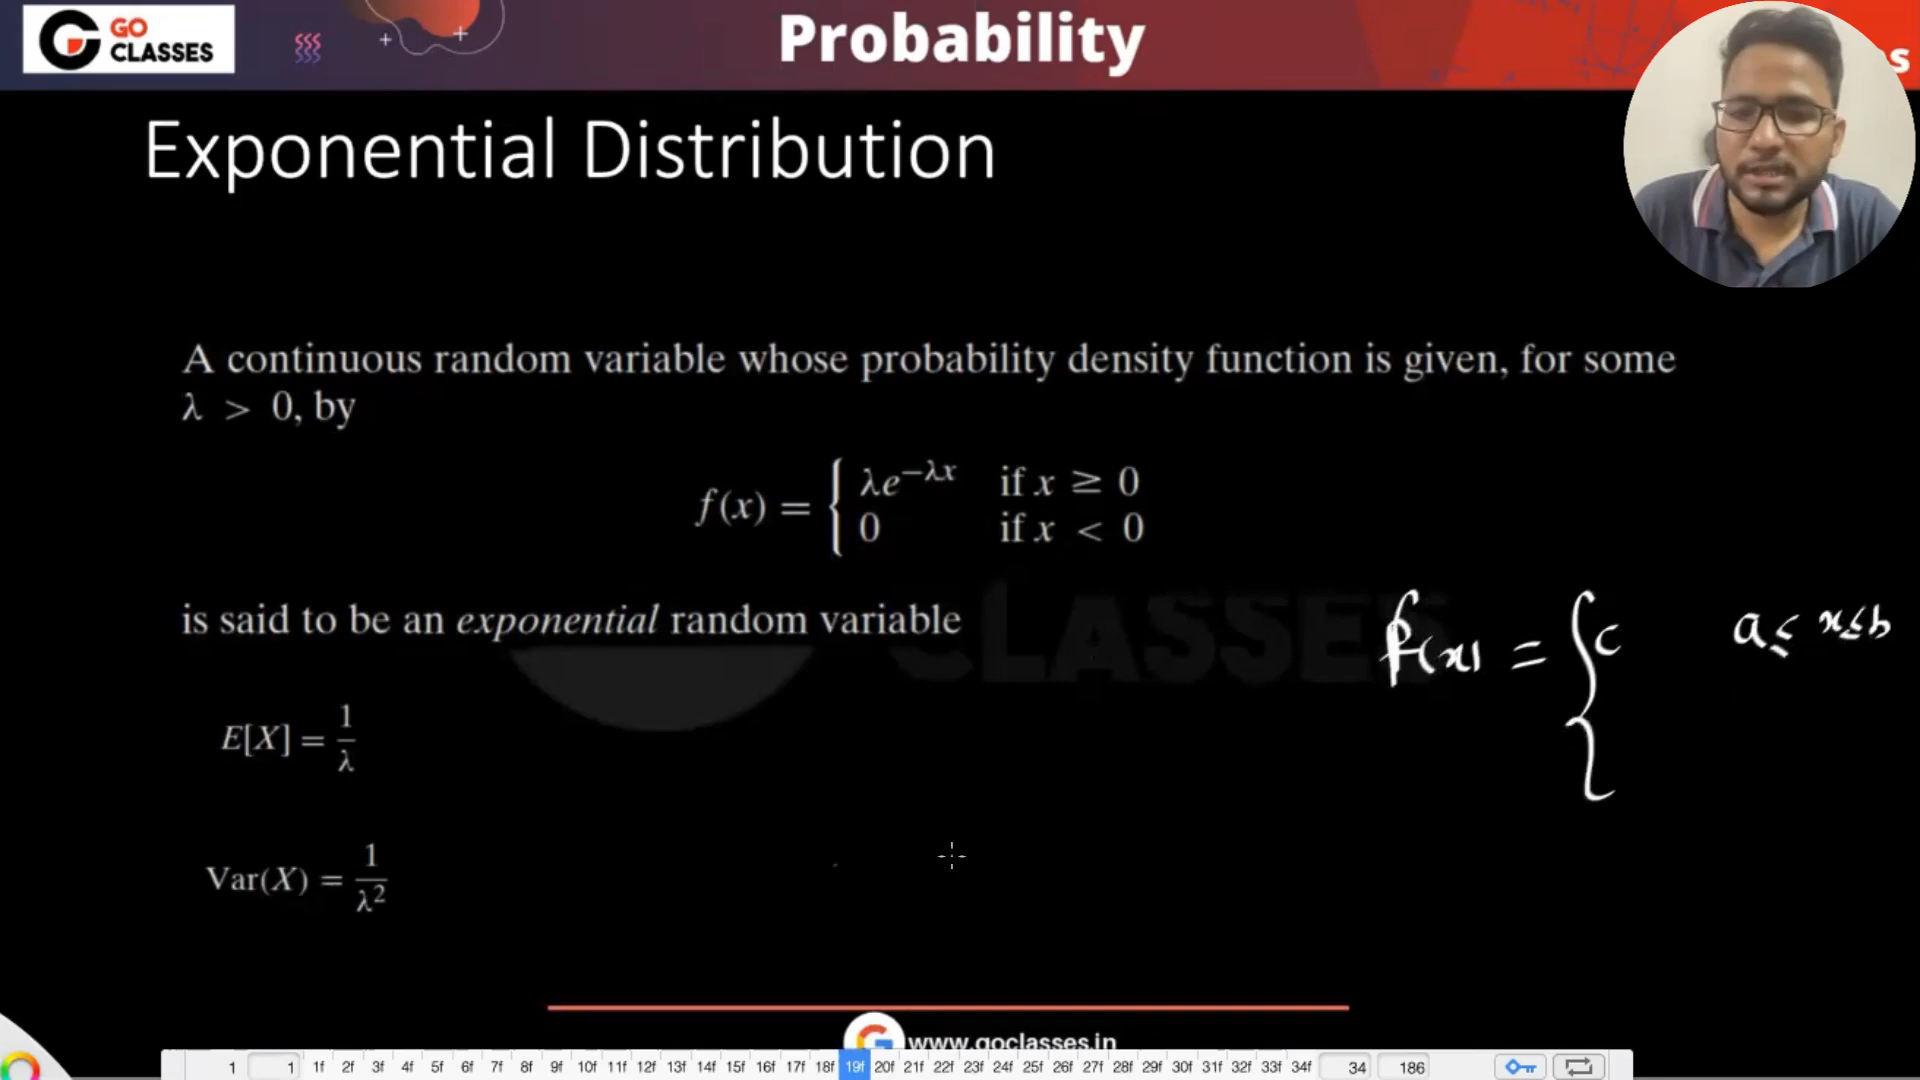 GO
CLASSES
Probability
s
Exponential Distribution
A continuous random variable whose probability density function is given, for some
λ > 0, by
f(x) = { λe^{−λx} if x ≥ 0
0 if x < 0
is said to be an exponential random variable
CLASSES
f(x) = { c a ≤ x ≤ b
E[X] = 1/λ
Var(X) = 1/λ²
www.goclasses.in
1 1 1f 2f 3f 4f 5f 6f 7f 8f 9f 10f 11f 12f 13f 14f 15f 16f 17f 18f 19f 20f 21f 22f 23f 24f 25f 26f 27f 28f 29f 30f 31f 32f 33f 34f 34 186